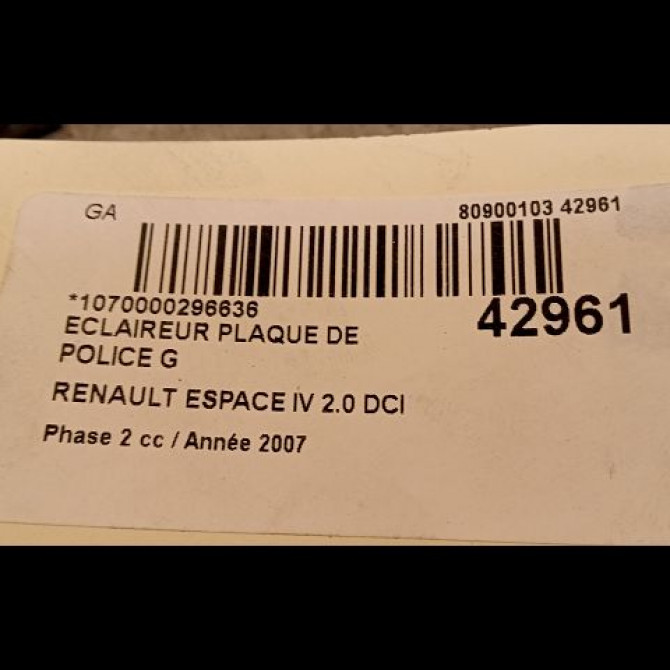 GA
80900103 42961
*1070000296636
42961
ECLAIREUR PLAQUE DE
POLICE G
RENAULT ESPACE IV 2.0 DCI
Phase 2 cc / Année 2007